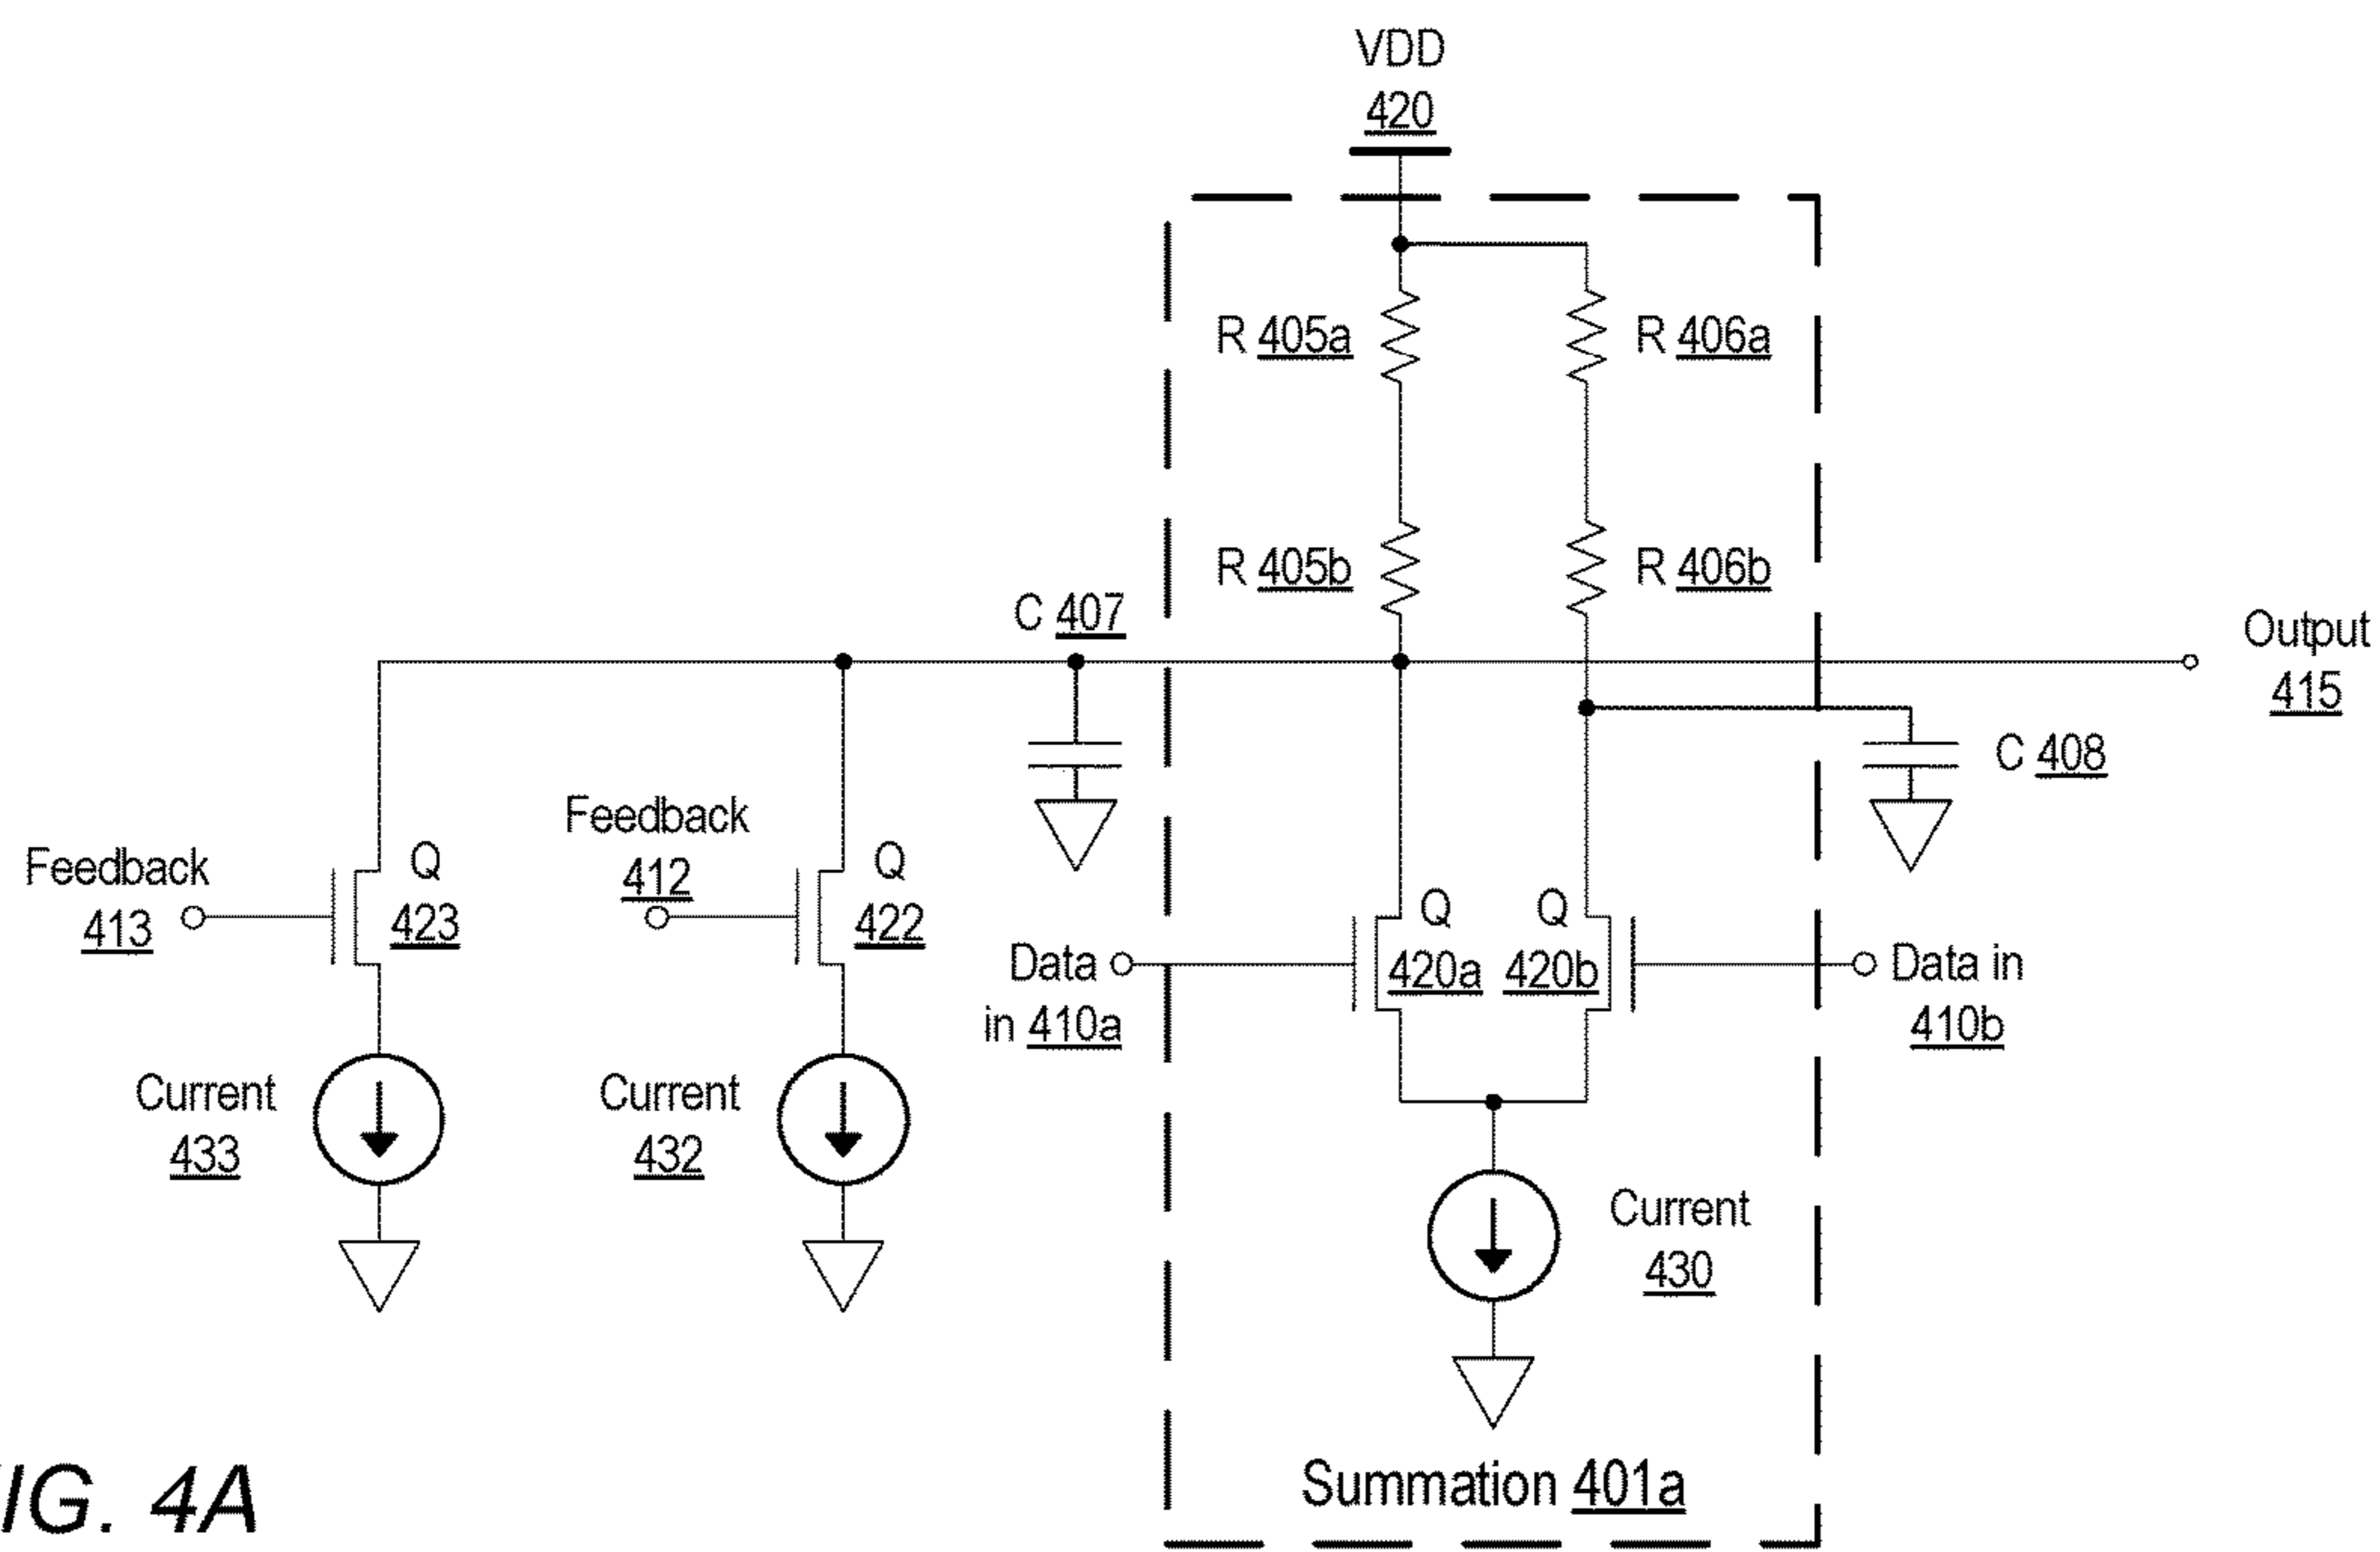 VDD
420
R 405a
R 406a
R 405b
R 406b
C 407
Output
415
C 408
Feedback
412
Feedback
413
Q
423
Q
422
Q
420a
Q
420b
Data
in 410a
Data in
410b
Current
433
Current
432
Current
430
Summation 401a
IG. 4A